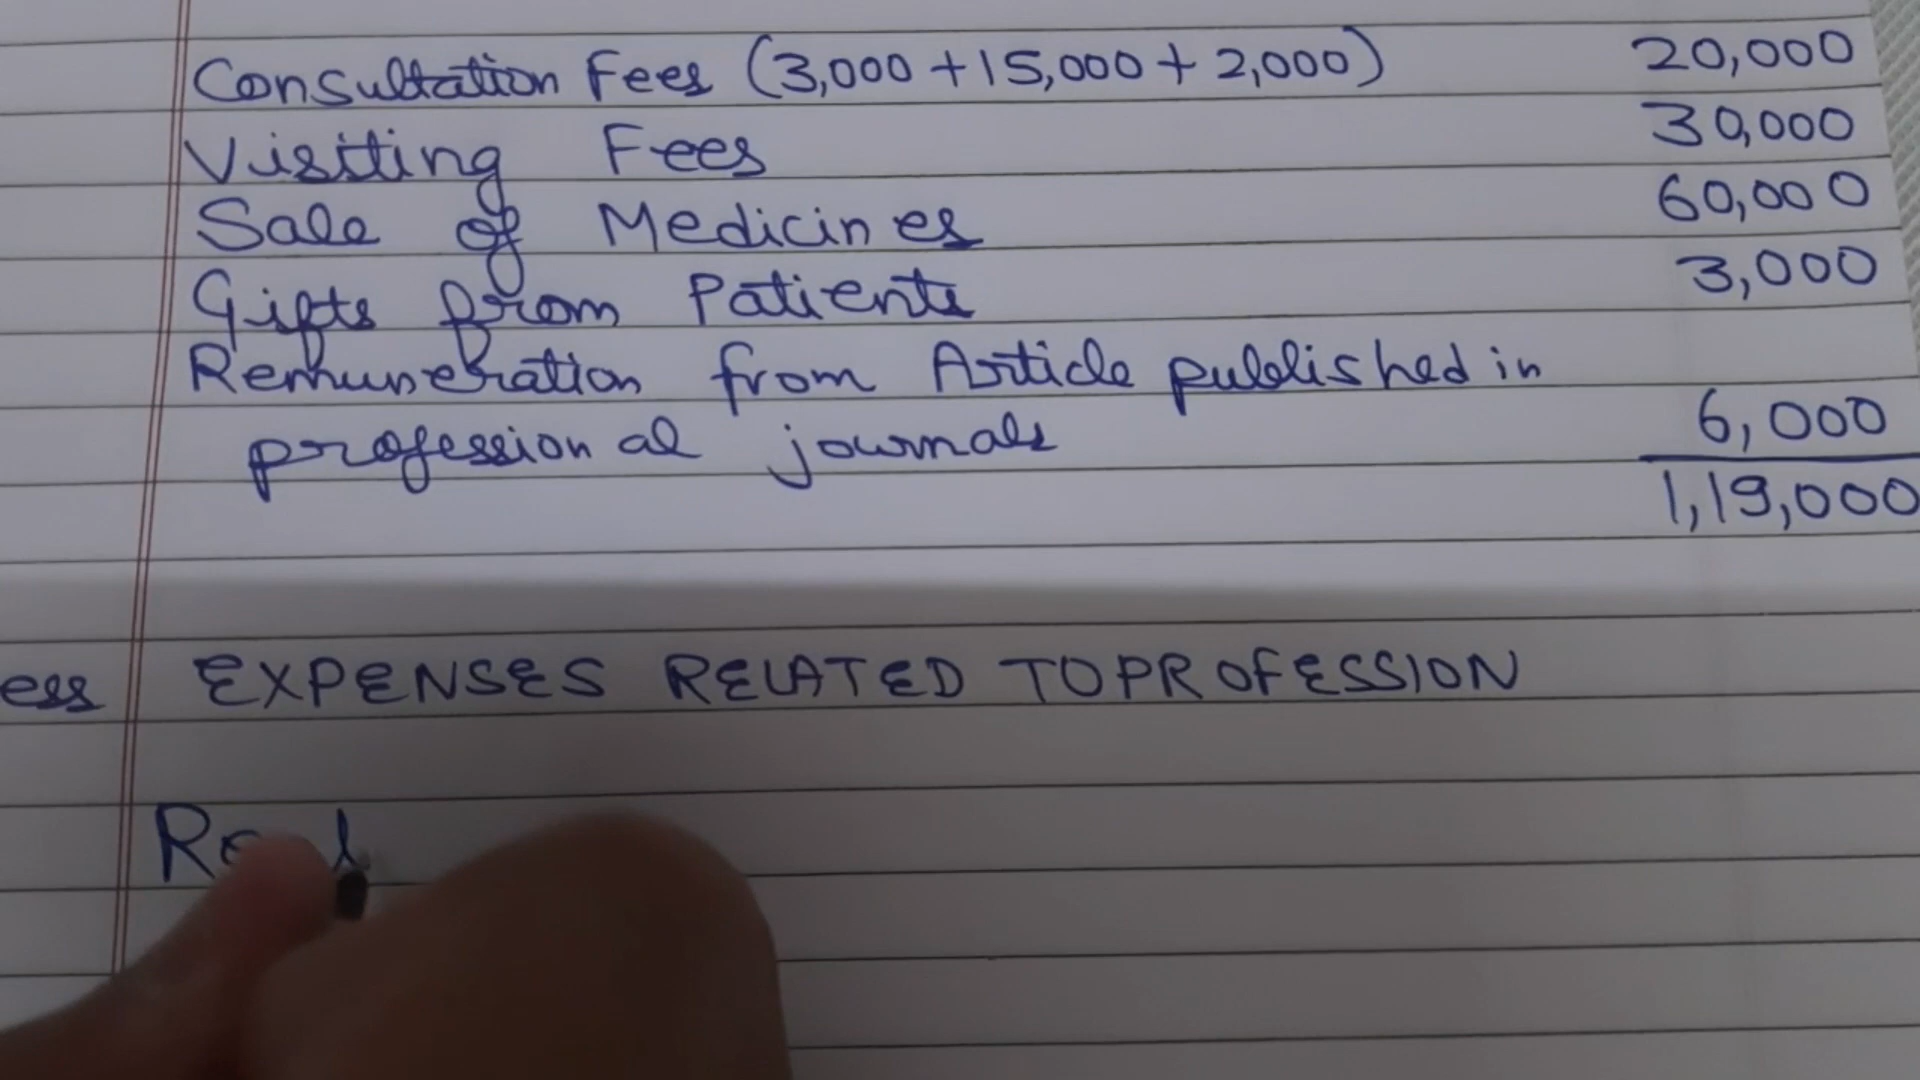 Consultation Fees (3,000 + 15,000 + 2,000) 20,000
Visiting Fees 30,000
Sale of Medicines 60,000
Gifts from Patients 3,000
Remuneration from Article published in
professional journals 6,000
1,19,000
ess EXPENSES RELATED TO PROFESSION